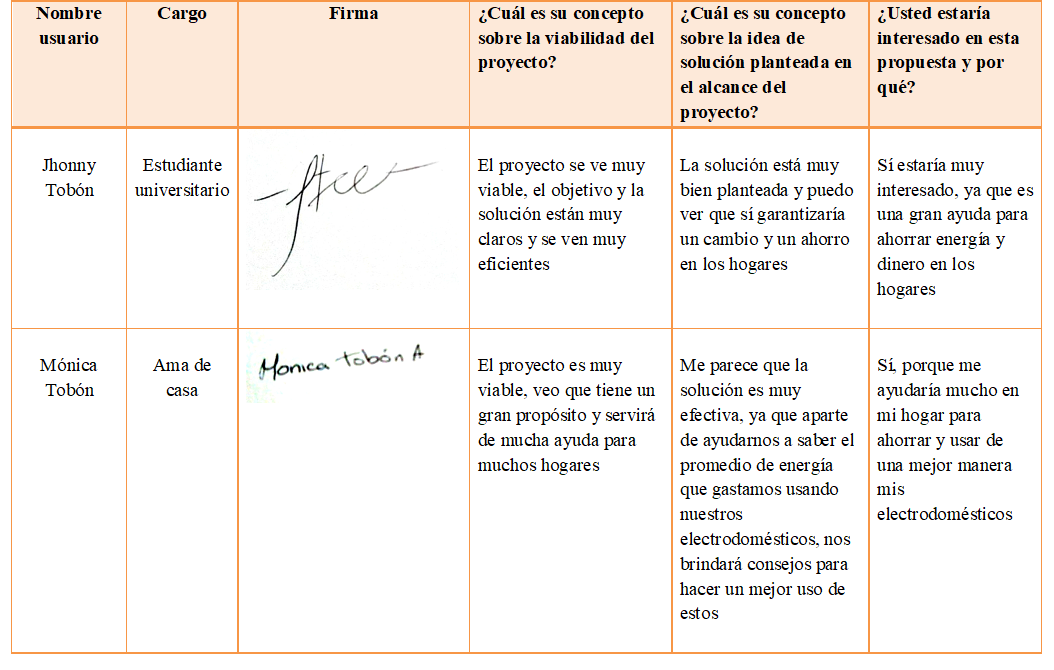 Nombre
usuario
Cargo
Firma
¿Cuál es su concepto
sobre la viabilidad del
proyecto?
¿Cuál es su concepto
sobre la idea de
solución planteada en
el alcance del
proyecto?
¿Usted estaría
interesado en esta
propuesta y por
qué?
Jhonny
Tobón
Estudiante
universitario
El proyecto se ve muy
viable, el objetivo y la
solución están muy
claros y se ven muy
eficientes
La solución está muy
bien planteada y puedo
ver que sí garantizaría
un cambio y un ahorro
en los hogares
Sí estaría muy
interesado, ya que es
una gran ayuda para
ahorrar energía y
dinero en los
hogares
Mónica
Tobón
Ama de
casa
Monica tobón A
El proyecto es muy
viable, veo que tiene un
gran propósito y servirá
de mucha ayuda para
muchos hogares
Me parece que la
solución es muy
efectiva, ya que aparte
de ayudarnos a saber el
promedio de energía
que gastamos usando
nuestros
electrodomésticos, nos
brindará consejos para
hacer un mejor uso de
estos
Sí, porque me
ayudaría mucho en
mi hogar para
ahorrar y usar de
una mejor manera
mis
electrodomésticos